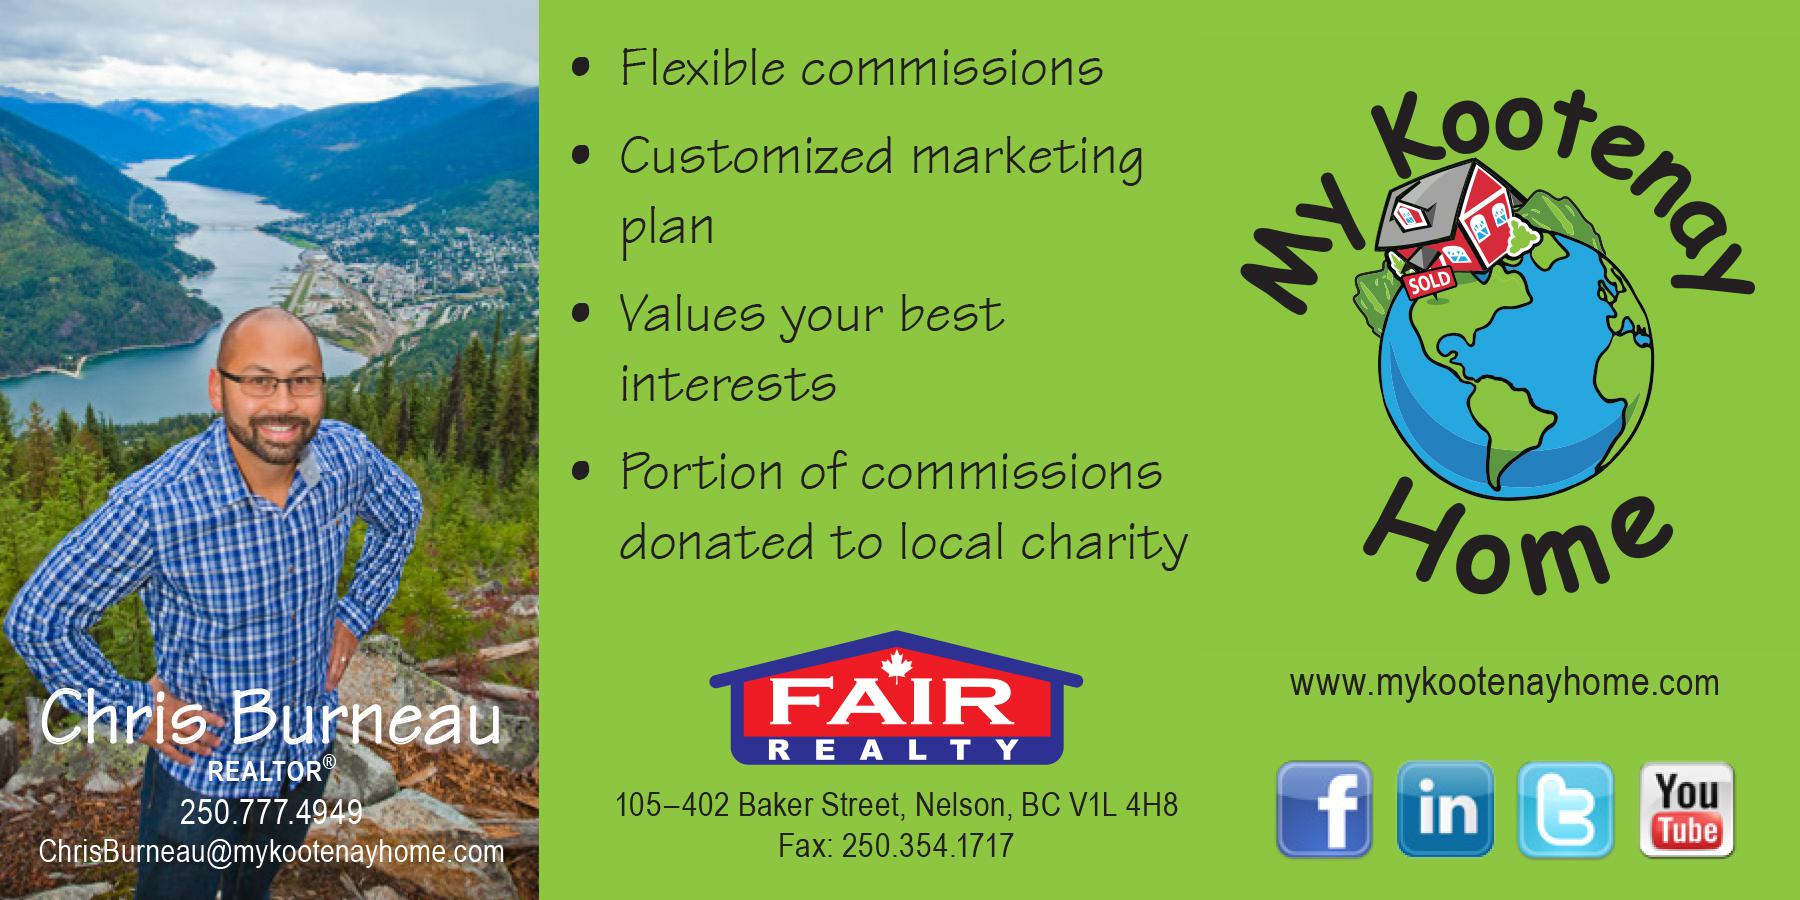 Chris Burneau
REALTOR®
250.777.4949
ChrisBurneau@mykootenayhome.com
• Flexible commissions
• Customized marketing
plan
• Values your best
interests
• Portion of commissions
donated to local charity
FAIR
REALTY
105–402 Baker Street, Nelson, BC V1L 4H8
Fax: 250.354.1717
My Kootenay
SOLD
Home
www.mykootenayhome.com
f
in
t
You
Tube